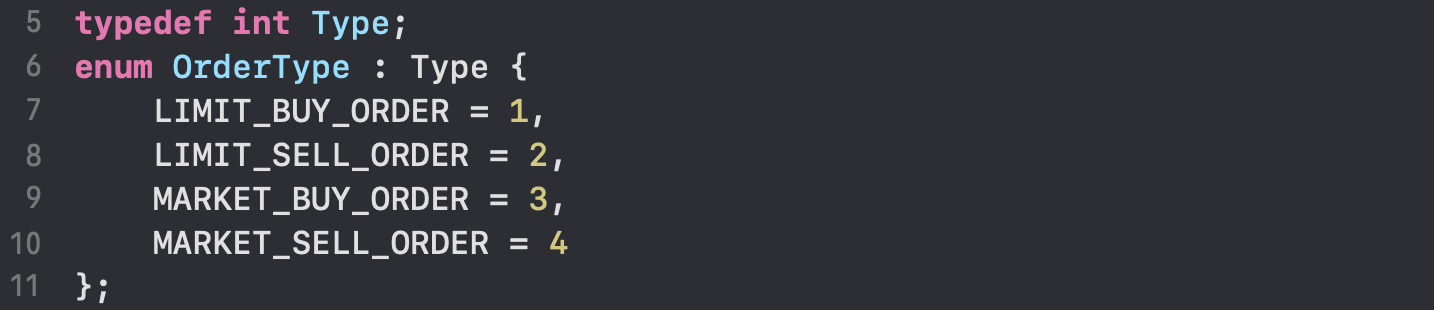 5 typedef int Type;
6 enum OrderType : Type {
7     LIMIT_BUY_ORDER = 1,
8     LIMIT_SELL_ORDER = 2,
9     MARKET_BUY_ORDER = 3,
10     MARKET_SELL_ORDER = 4
11 };